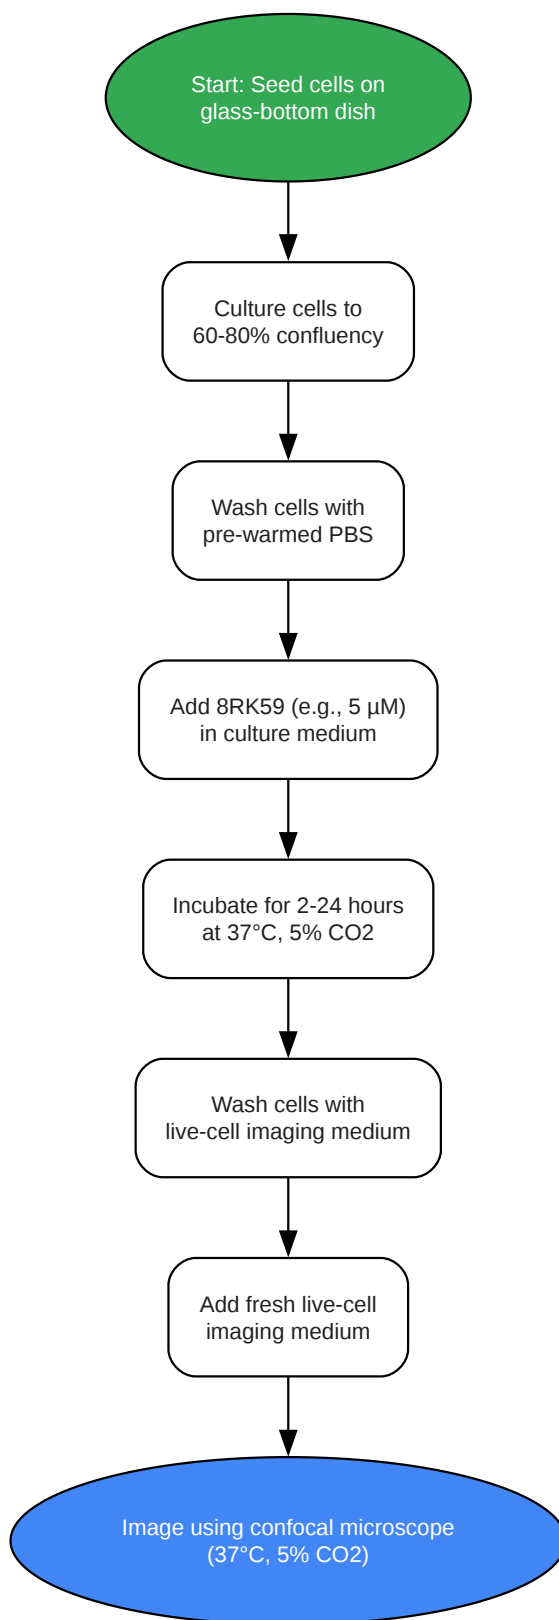 Start: Seed cells on
glass-bottom dish
Culture cells to
60-80% confluency
Wash cells with
pre-warmed PBS
Add 8RK59 (e.g., 5 µM)
in culture medium
Incubate for 2-24 hours
at 37°C, 5% CO2
Wash cells with
live-cell imaging medium
Add fresh live-cell
imaging medium
Image using confocal microscope
(37°C, 5% CO2)